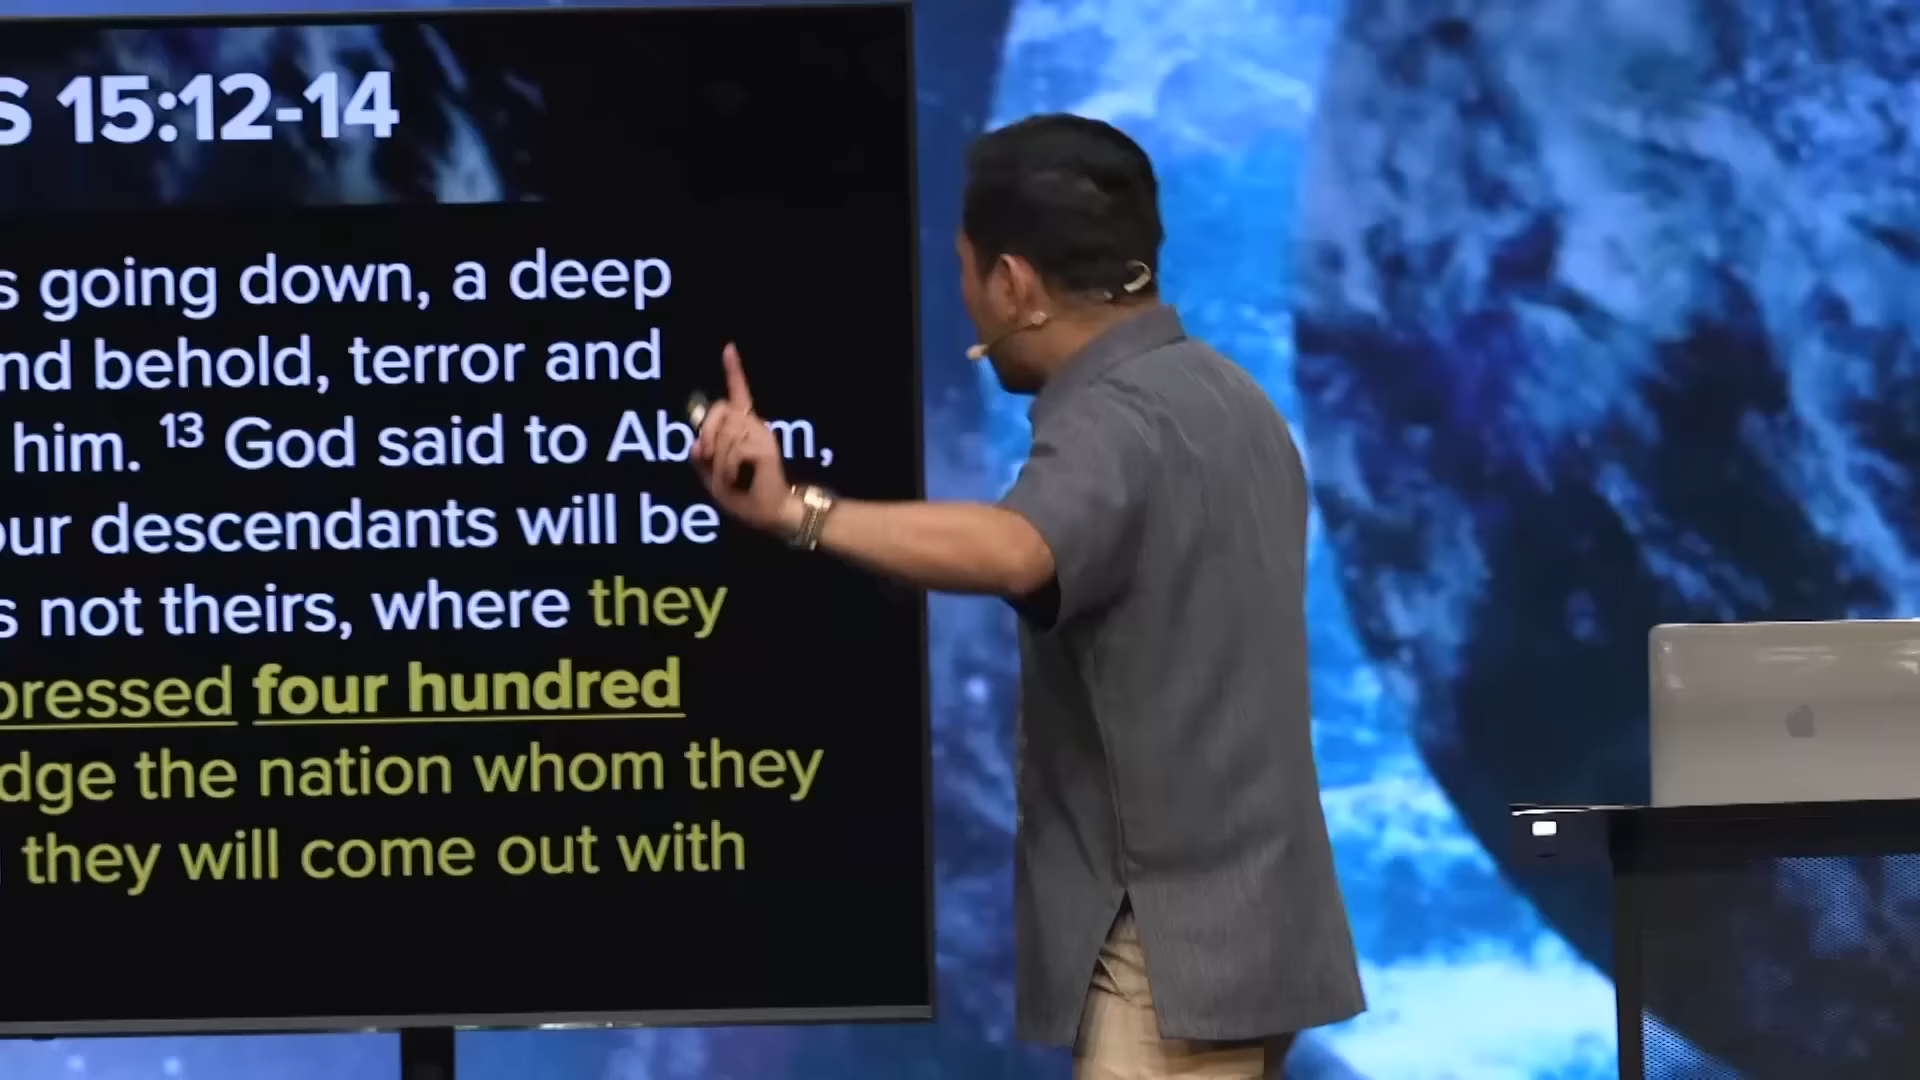 S 15:12-14
s going down, a deep
nd behold, terror and
him. 13 God said to Ab m,
our descendants will be
s not theirs, where they
pressed four hundred
dge the nation whom they
they will come out with